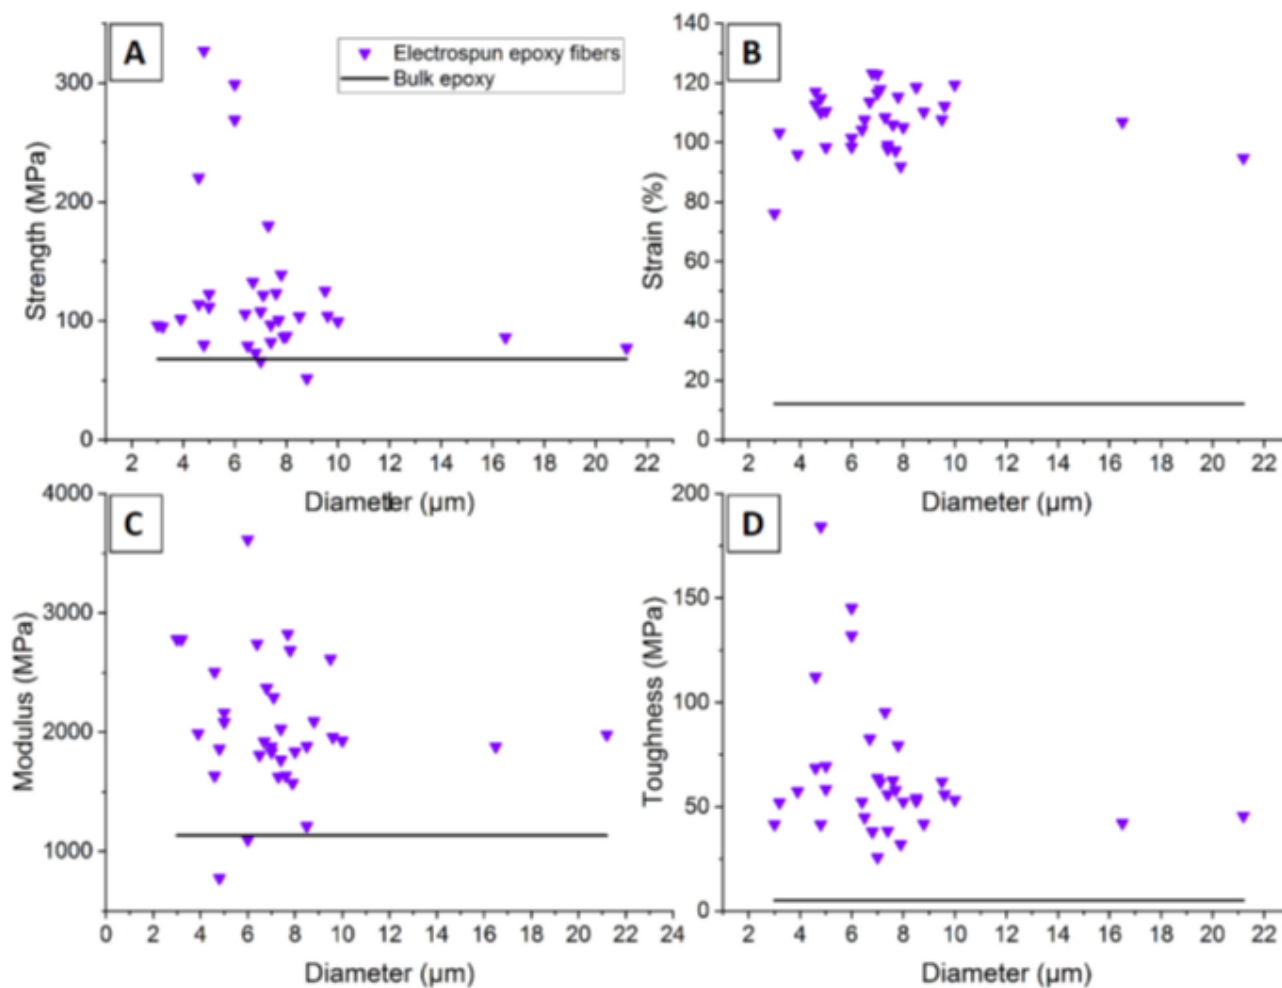 A
Electrospun epoxy fibers
Bulk epoxy
Strength (MPa)
300
200
100
0
2 4 6 8 10 12 14 16 18 20 22
Diameter (µm)
B
Strain (%)
140
120
100
80
60
40
20
0
2 4 6 8 10 12 14 16 18 20 22
Diameter (µm)
C
Modulus (MPa)
4000
3000
2000
1000
0 2 4 6 8 10 12 14 16 18 20 22 24
Diameter (µm)
D
Toughness (MPa)
200
150
100
50
0
2 4 6 8 10 12 14 16 18 20 22
Diameter (µm)